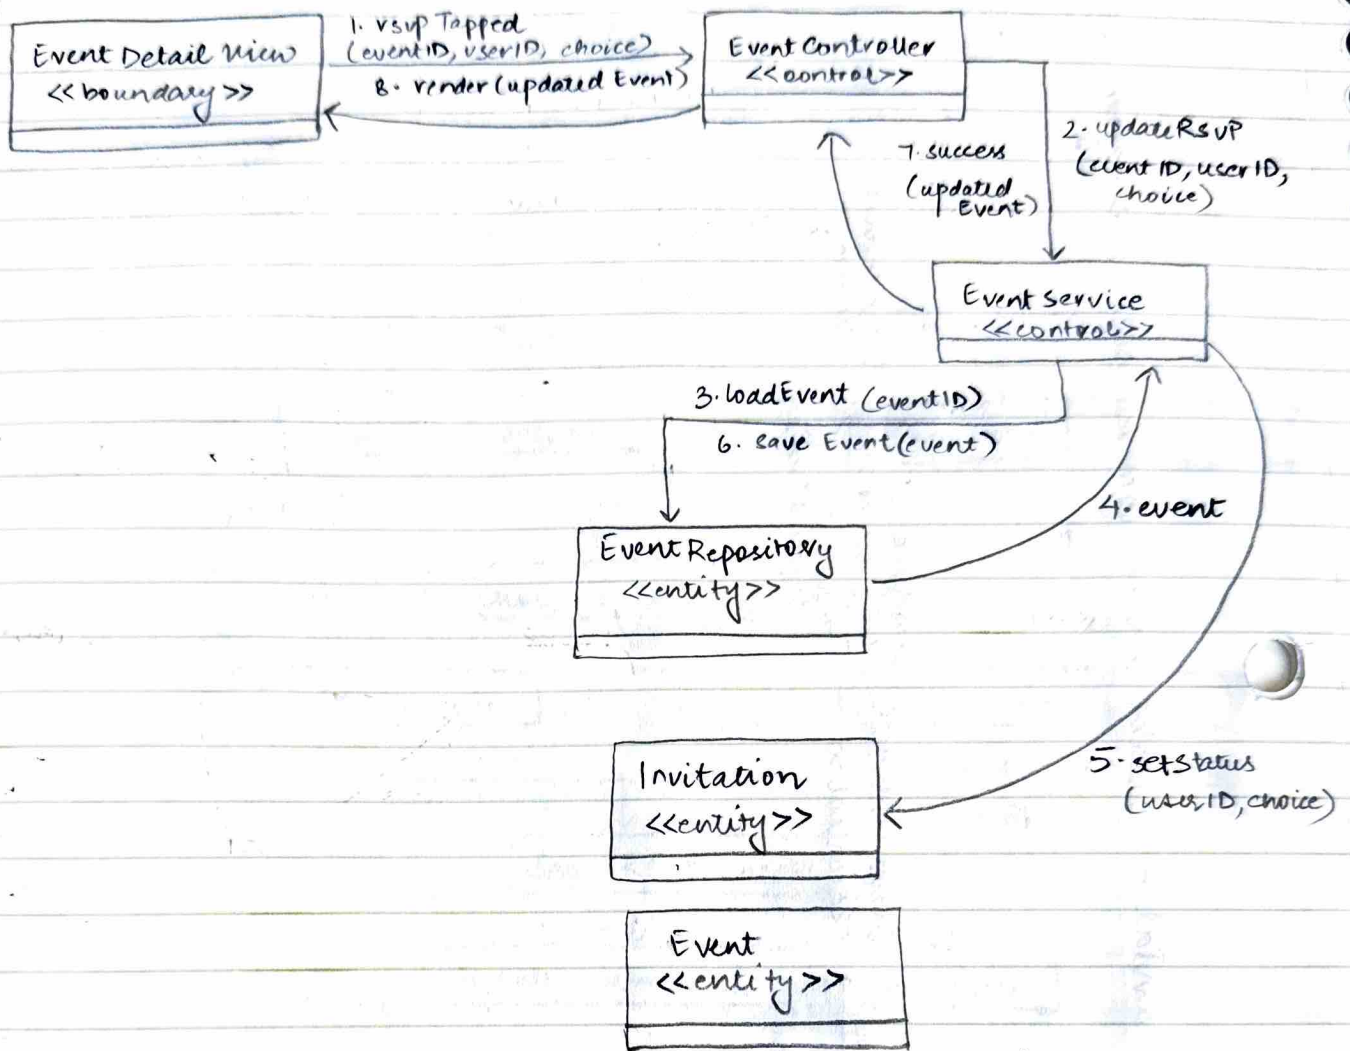 Event Detail View
<<boundary>>
1. rsvp Tapped
(eventID, userID, choice)
8. render (updated Event)
Event Controller
<<control>>
2. updateRsvP
(event ID, user ID,
choice)
7. success
(updated
Event)
Event Service
<<control>>
3. loadEvent (eventID)
6. save Event(event)
4. event
EventRepository
<<entity>>
5. setStatus
(userID, choice)
Invitation
<<entity>>
Event
<<entity>>